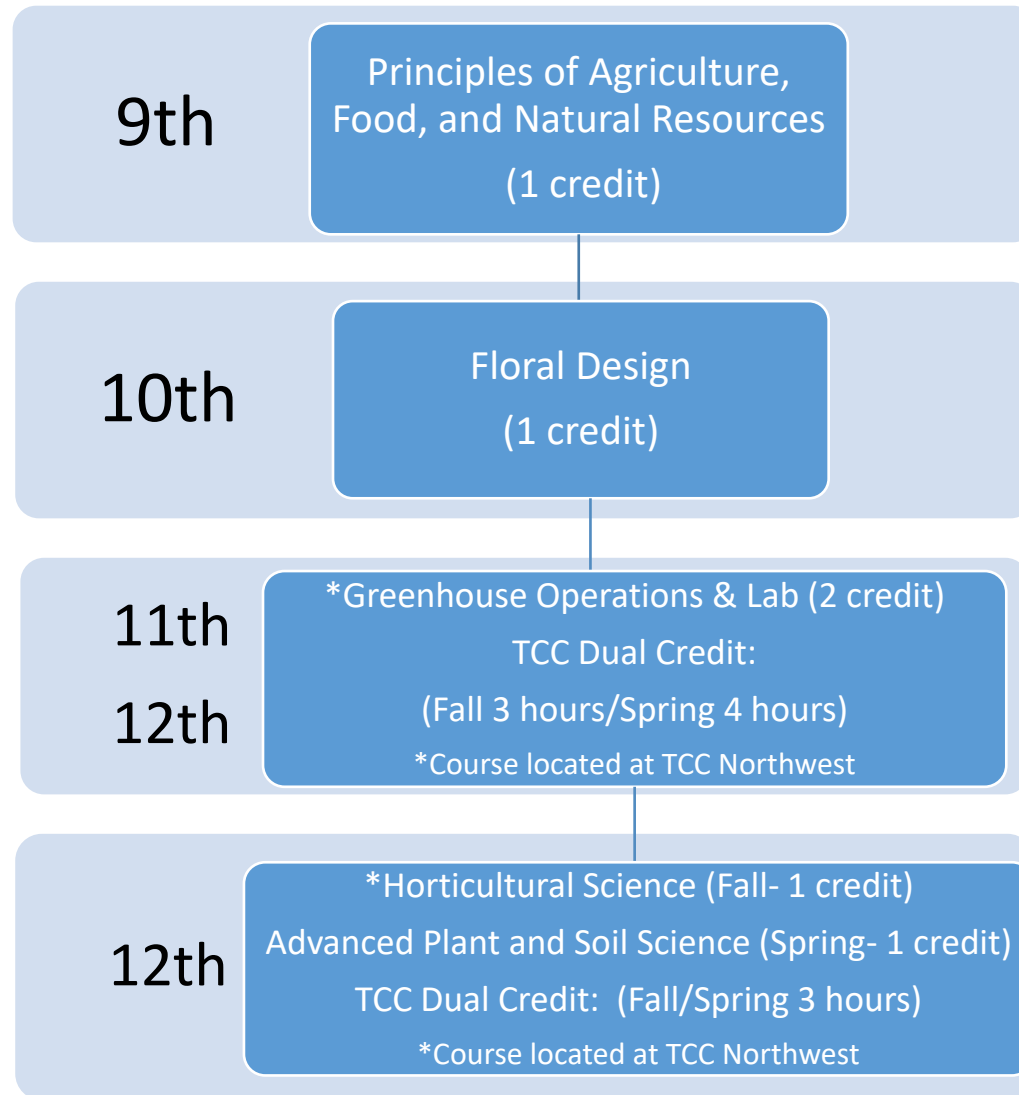 9th
Principles of Agriculture,
Food, and Natural Resources
(1 credit)
10th
Floral Design
(1 credit)
11th
12th
*Greenhouse Operations & Lab (2 credit)
TCC Dual Credit:
(Fall 3 hours/Spring 4 hours)
*Course located at TCC Northwest
12th
*Horticultural Science (Fall- 1 credit)
Advanced Plant and Soil Science (Spring- 1 credit)
TCC Dual Credit:  (Fall/Spring 3 hours)
*Course located at TCC Northwest